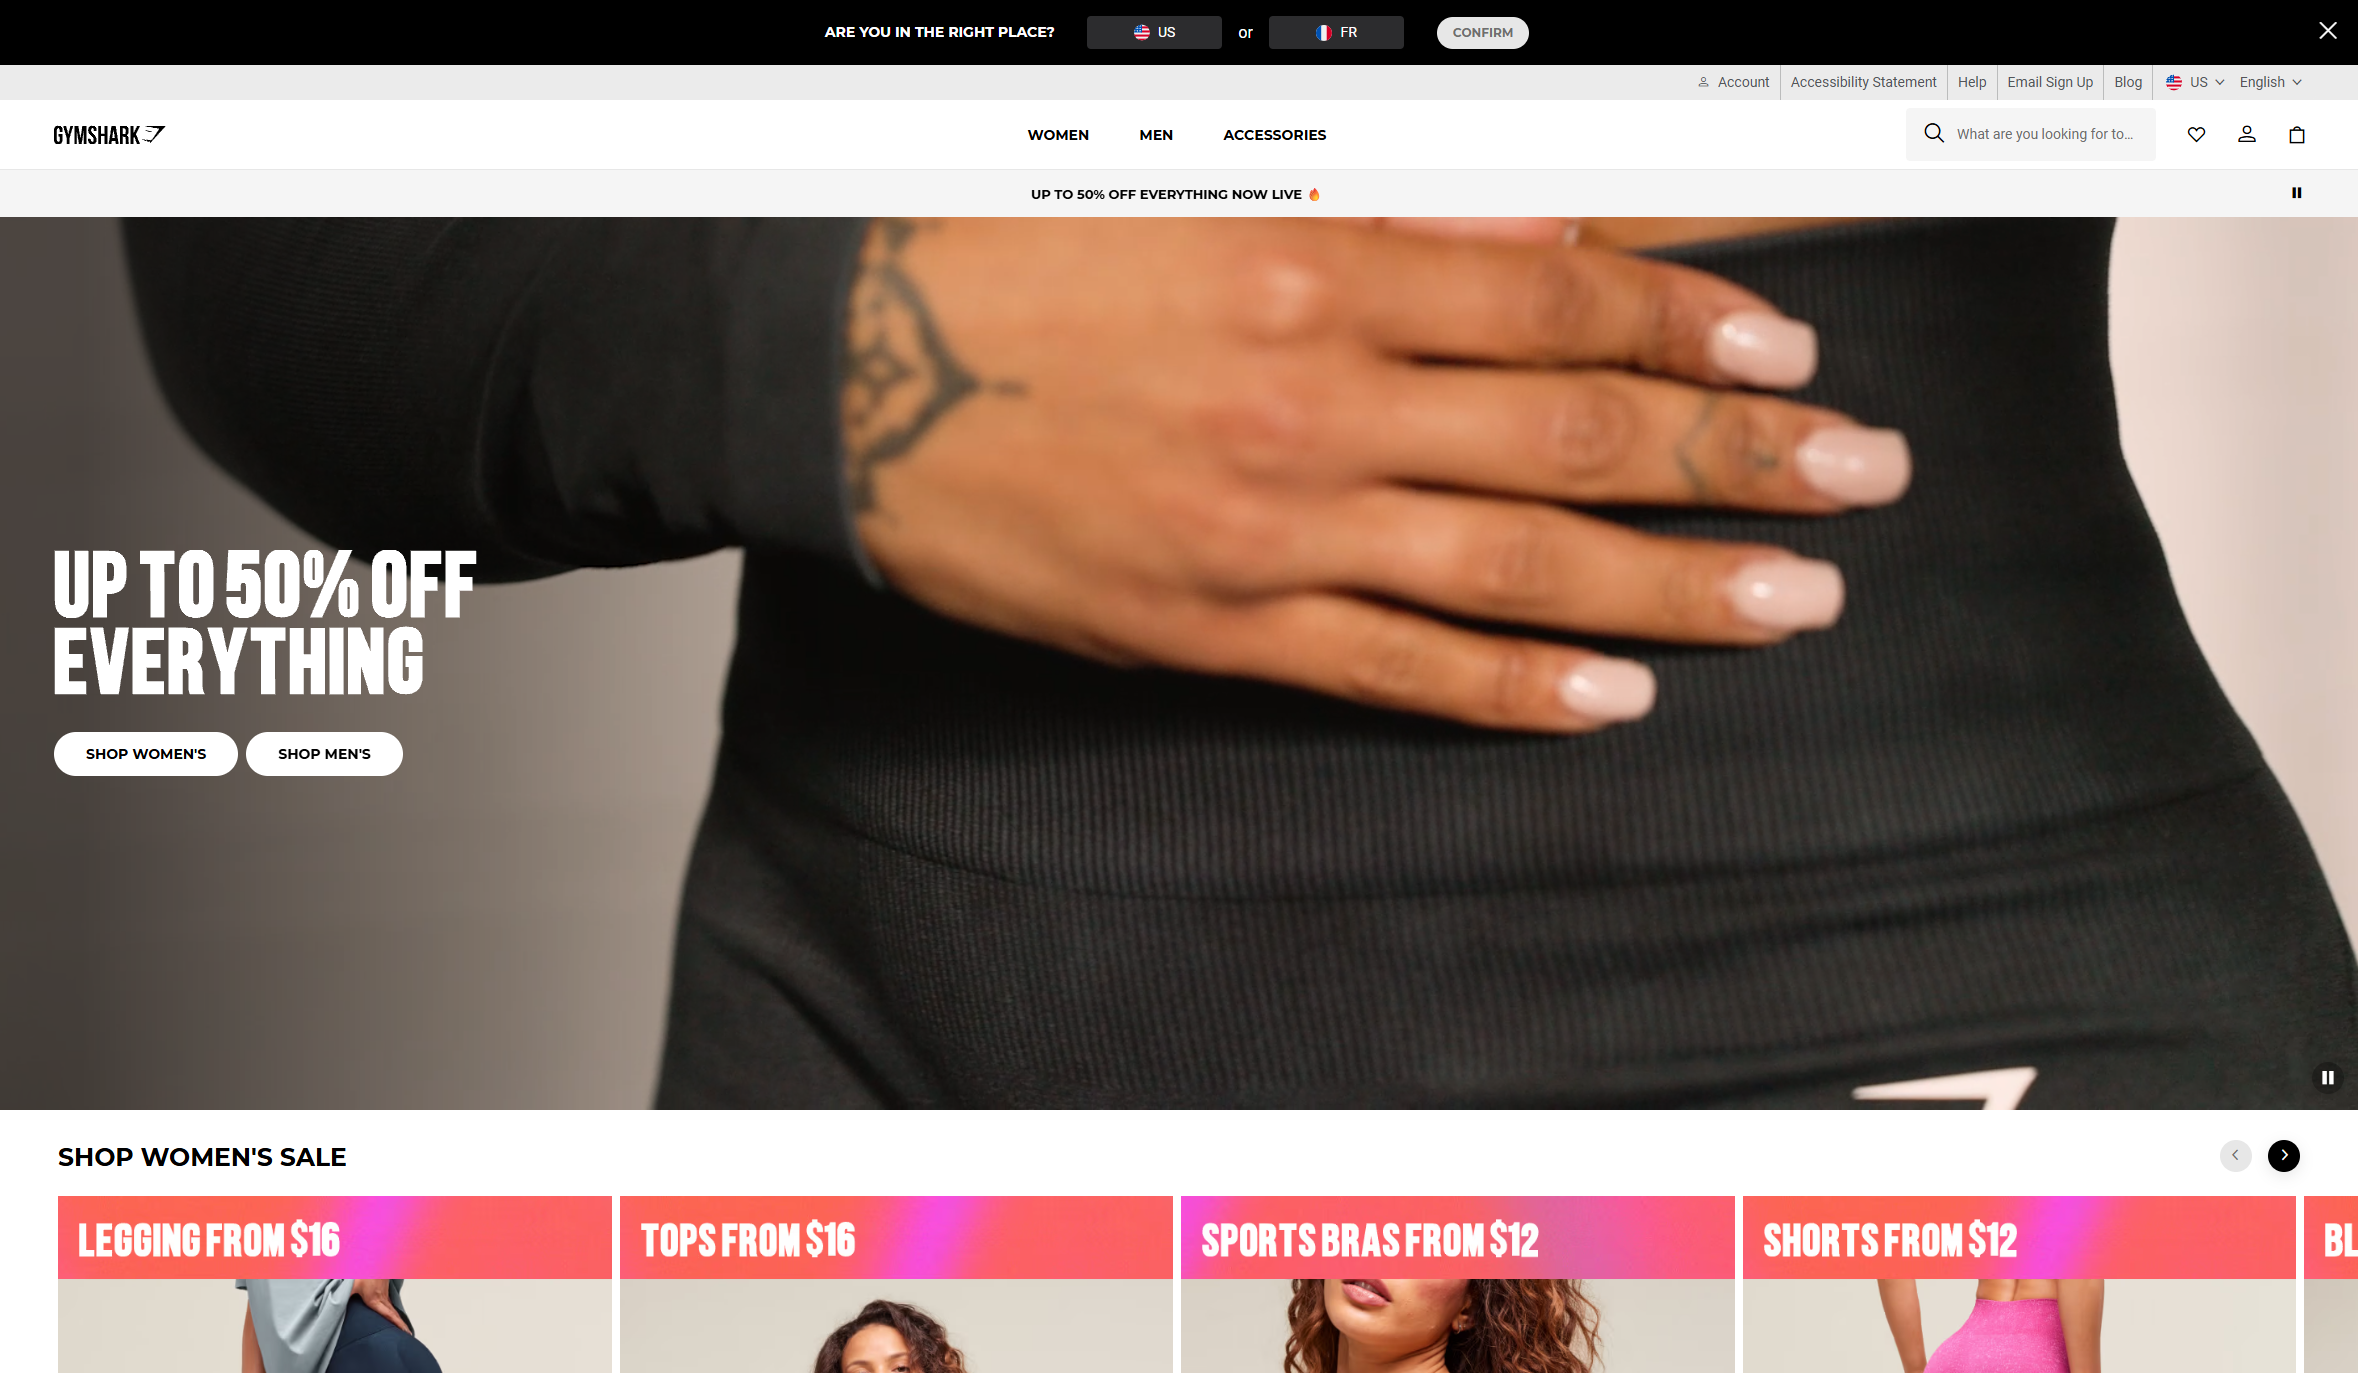 ARE YOU IN THE RIGHT PLACE? US or FR CONFIRM
Account Accessibility Statement Help Email Sign Up Blog US English
GYMSHARK WOMEN MEN ACCESSORIES What are you looking for to...
UP TO 50% OFF EVERYTHING NOW LIVE 🔥
UP TO 50% OFF
EVERYTHING
SHOP WOMEN'S SHOP MEN'S
SHOP WOMEN'S SALE
LEGGING FROM $16 TOPS FROM $16 SPORTS BRAS FROM $12 SHORTS FROM $12